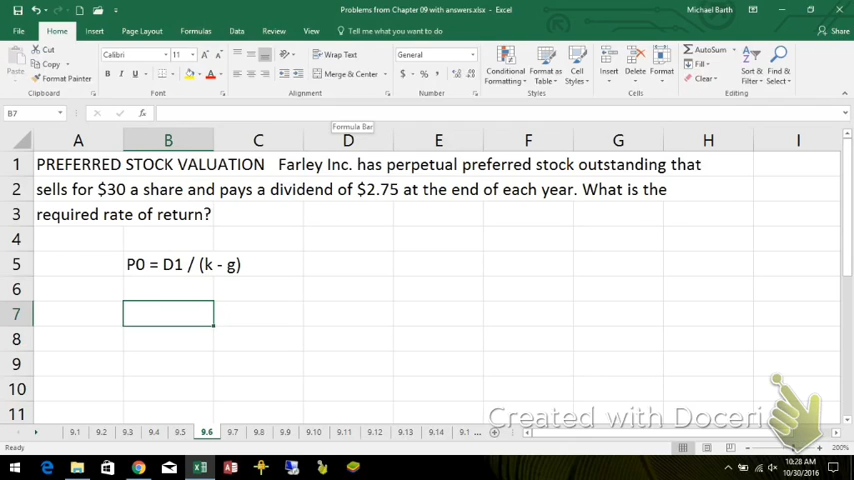 Problems from Chapter 09 with answers.xlsx - Excel
Michael Barth
File Home Insert Page Layout Formulas Data Review View Tell me what you want to do Share
Cut
Copy
Format Painter
Paste
Clipboard
Calibri 11
B I U
Font
Wrap Text
Merge & Center
Alignment
General
$ % ,
Number
Conditional Formatting
Format as Table
Cell Styles
Styles
Insert Delete Format
Cells
AutoSum
Fill
Clear
Sort & Filter
Find & Select
Editing
B7
fx
Formula Bar
A B C D E F G H I
1 PREFERRED STOCK VALUATION Farley Inc. has perpetual preferred stock outstanding that
2 sells for $30 a share and pays a dividend of $2.75 at the end of each year. What is the
3 required rate of return?
4
5 P0 = D1 / (k - g)
6
7
8
9
10
11
Created with Doceri
9.1 9.2 9.3 9.4 9.5 9.6 9.7 9.8 9.9 9.10 9.11 9.12 9.13 9.14 9.1 ...
Ready
200%
10:28 AM
10/30/2016